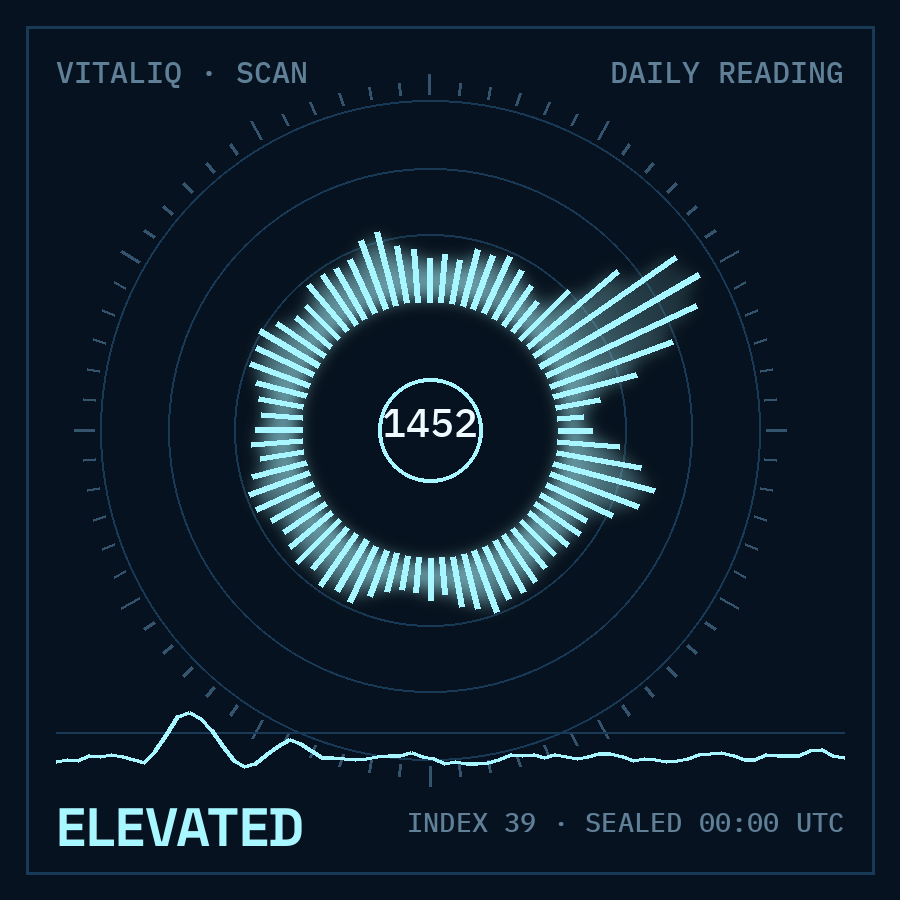 VITALIQ · SCAN
DAILY READING
1452
ELEVATED
INDEX 39 · SEALED 00:00 UTC